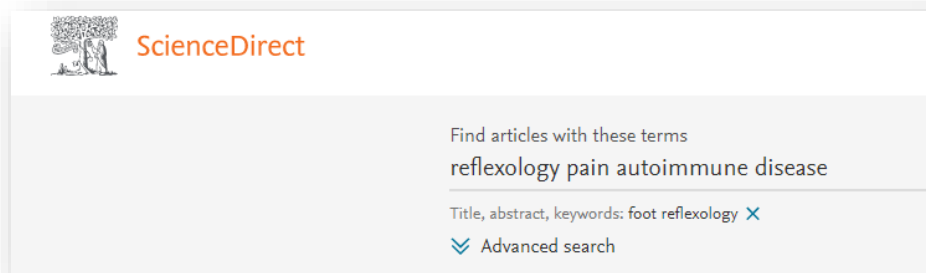 ScienceDirect
Find articles with these terms
reflexology pain autoimmune disease
Title, abstract, keywords: foot reflexology ×
Advanced search